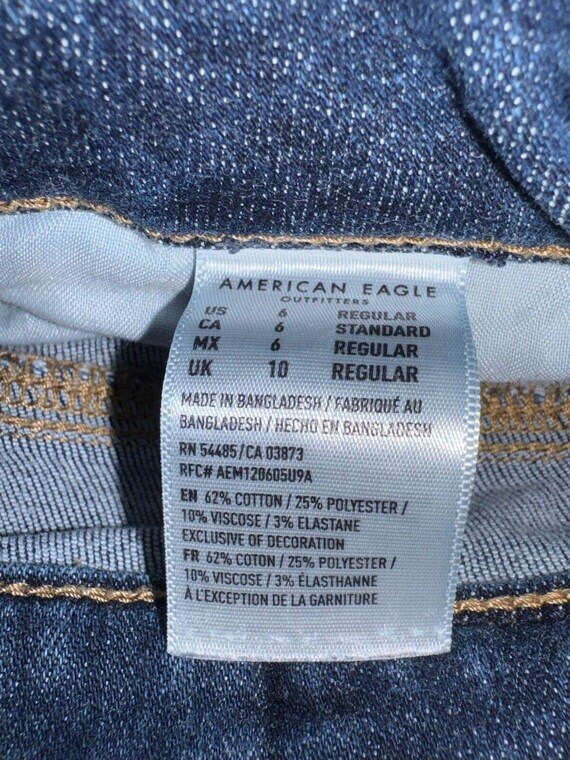 AMERICAN EAGLE
OUTFITTERS
US 6 REGULAR
CA 6 STANDARD
MX 6 REGULAR
UK 10 REGULAR
MADE IN BANGLADESH / FABRIQUÉ AU
BANGLADESH / HECHO EN BANGLADESH
RN 54485/CA 03873
RFC# AEM120605U9A
EN 62% COTTON / 25% POLYESTER /
10% VISCOSE / 3% ELASTANE
EXCLUSIVE OF DECORATION
FR 62% COTON / 25% POLYESTER /
10% VISCOSE / 3% ÉLASTHANNE
À L'EXCEPTION DE LA GARNITURE